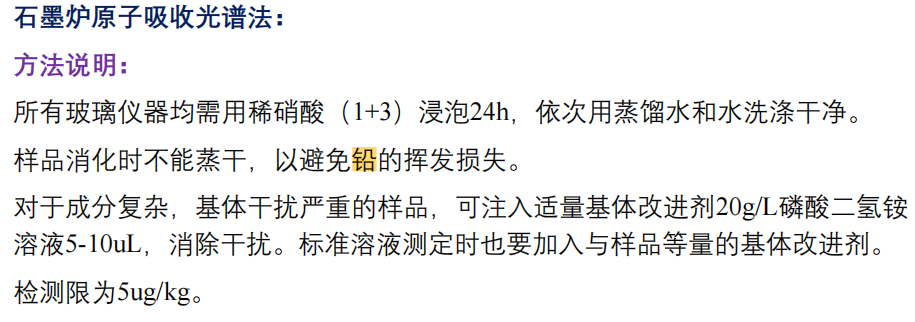 石墨炉原子吸收光谱法：
方法说明：
所有玻璃仪器均需用稀硝酸（1+3）浸泡24h，依次用蒸馏水和水洗涤干净。
样品消化时不能蒸干，以避免铅的挥发损失。
对于成分复杂，基体干扰严重的样品，可注入适量基体改进剂20g/L磷酸二氢铵
溶液5-10uL，消除干扰。标准溶液测定时也要加入与样品等量的基体改进剂。
检测限为5ug/kg。